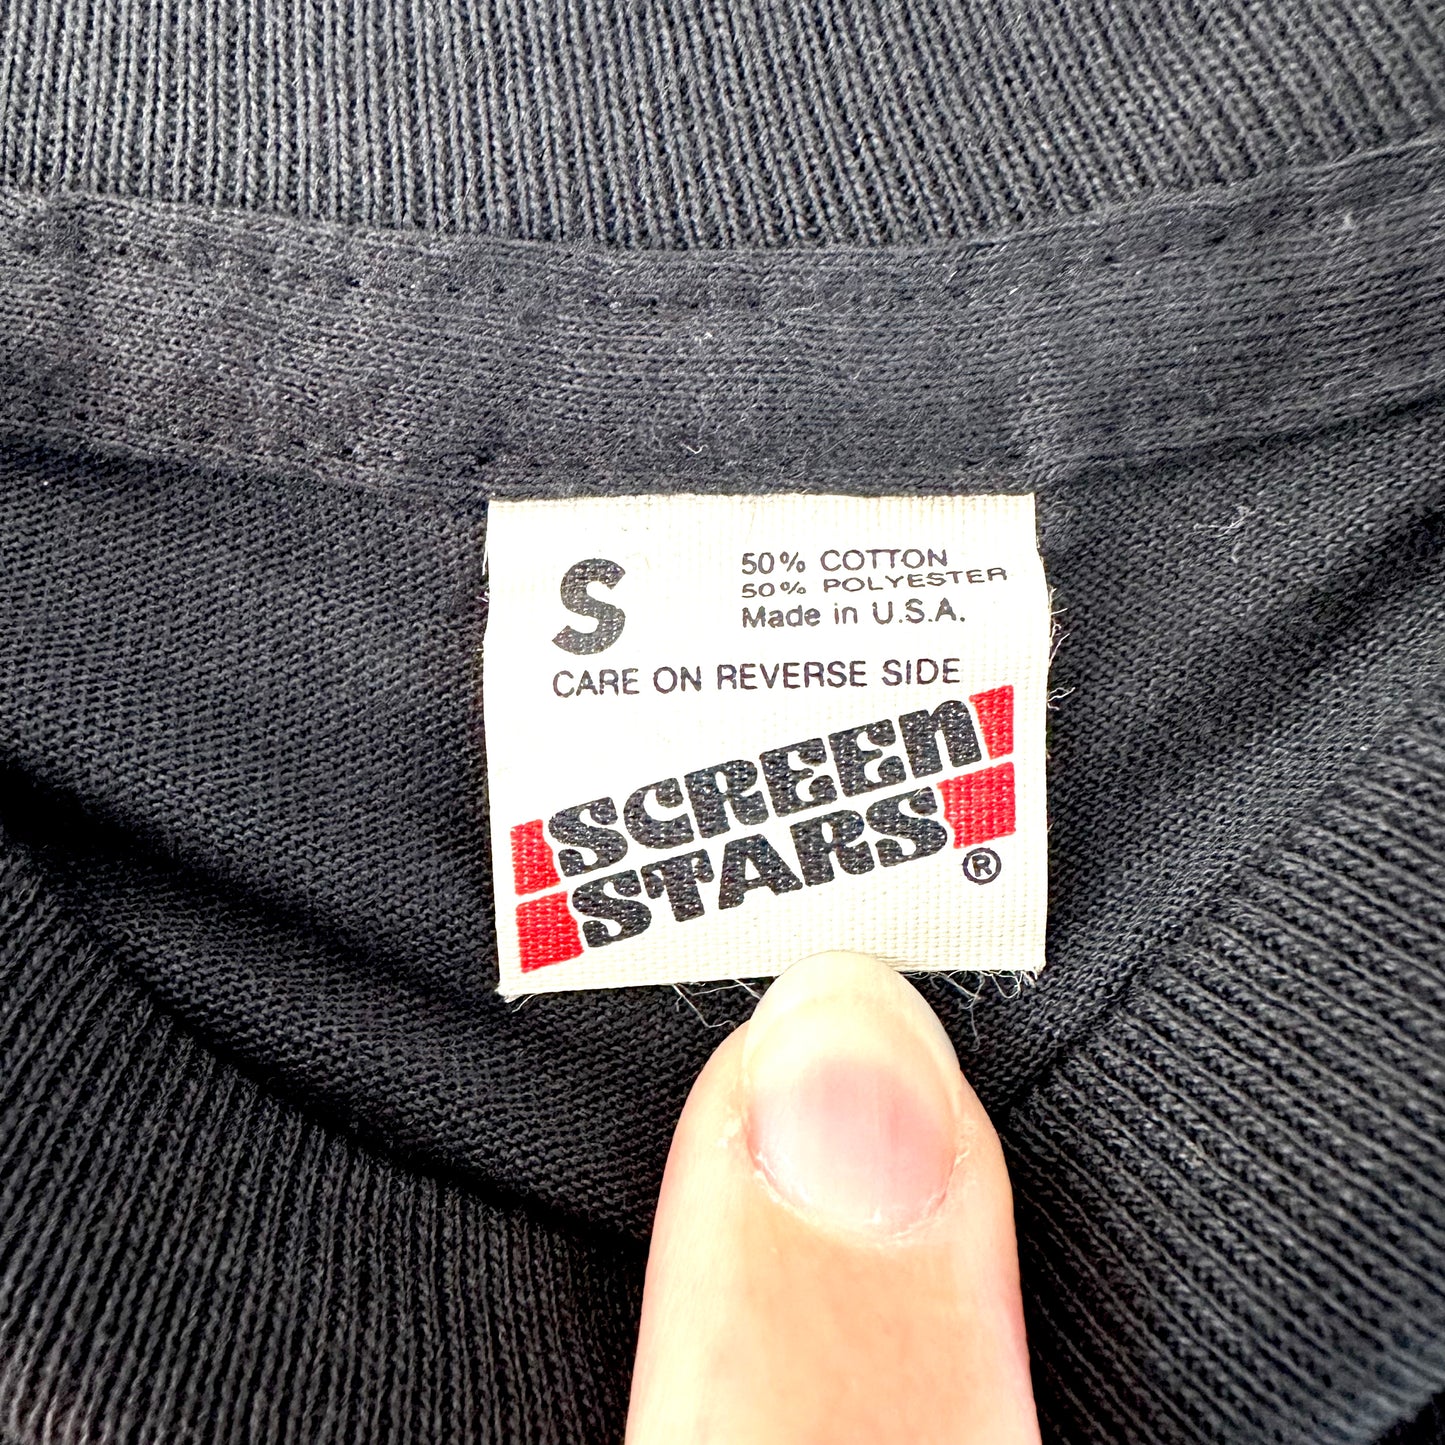 S
50% COTTON
50% POLYESTER
Made in U.S.A.
CARE ON REVERSE SIDE
SCREEN
STARS®